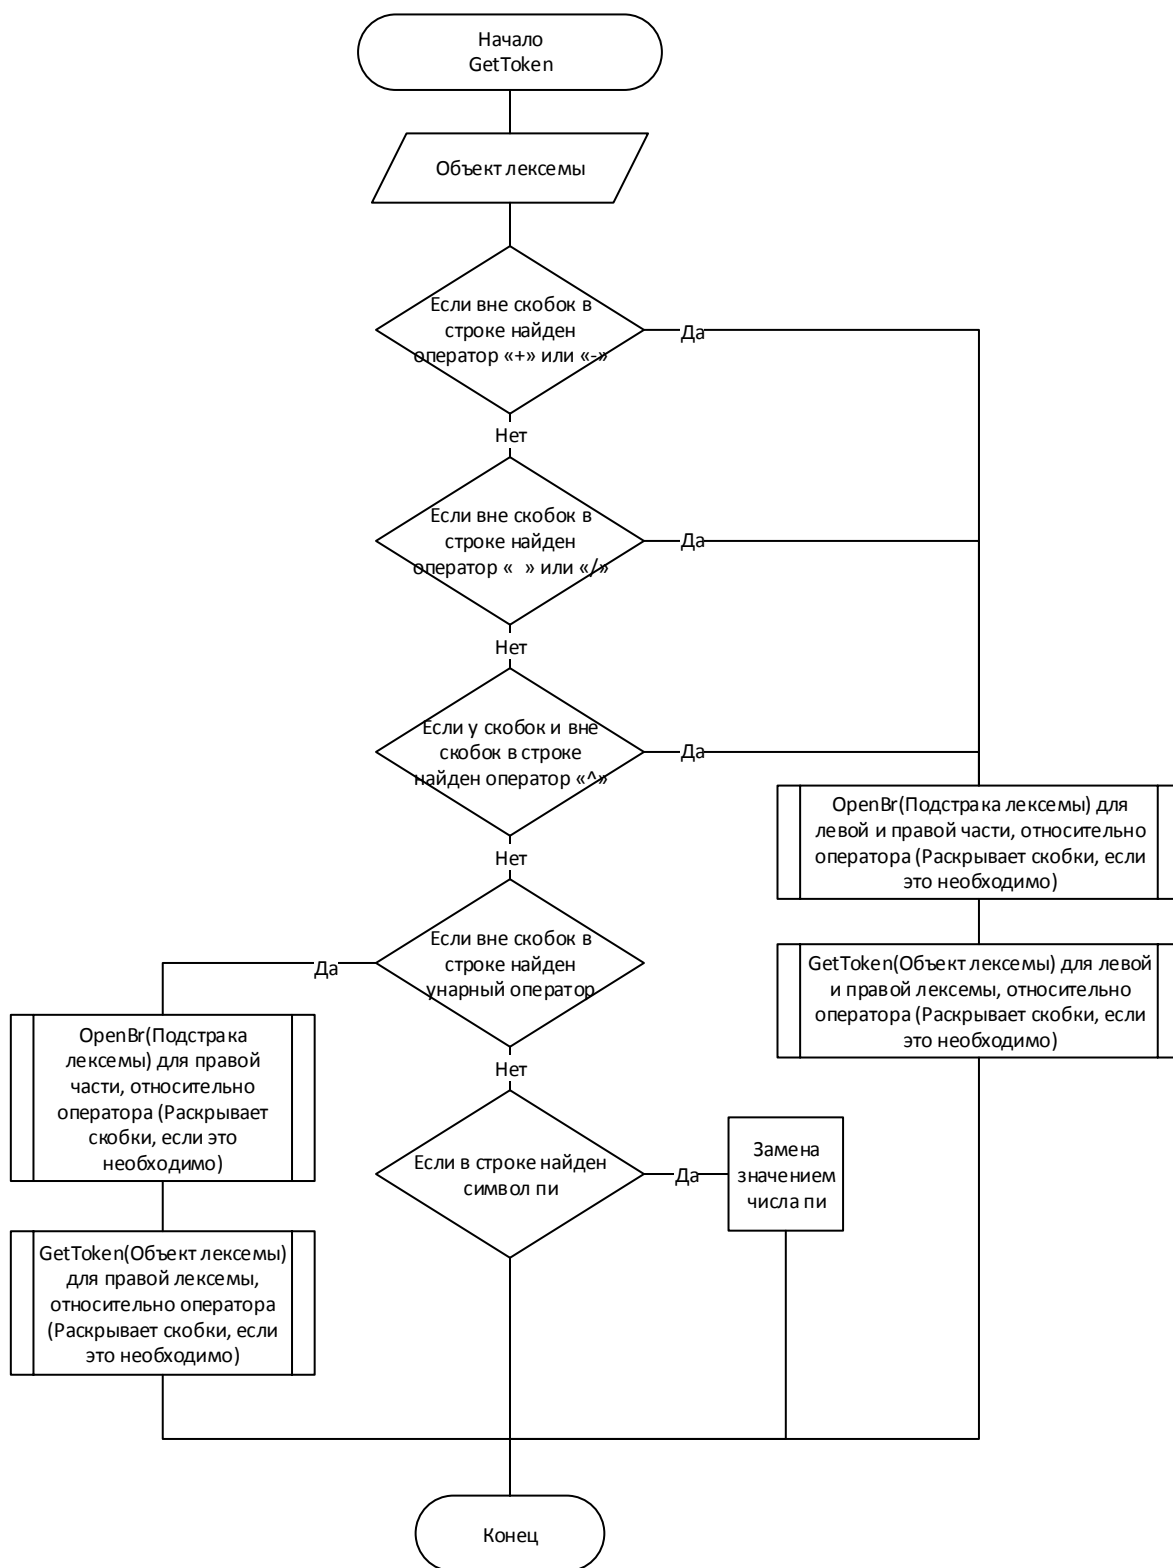 Начало
GetToken
Объект лексемы
Если вне скобок в
строке найден
оператор «+» или «-»
Да
Нет
Если вне скобок в
строке найден
оператор «  » или «/»
Да
Нет
Если у скобок и вне
скобок в строке
найден оператор «^»
Да
OpenBr(Подстрака лексемы) для
левой и правой части, относительно
оператора (Раскрывает скобки, если
это необходимо)
Нет
Если вне скобок в
строке найден
унарный оператор
Да
GetToken(Объект лексемы) для левой
и правой лексемы, относительно
оператора (Раскрывает скобки, если
это необходимо)
OpenBr(Подстрака
лексемы) для правой
части, относительно
оператора (Раскрывает
скобки, если это
необходимо)
Нет
Если в строке найден
символ пи
Да
Замена
значением
числа пи
GetToken(Объект лексемы)
для правой лексемы,
относительно оператора
(Раскрывает скобки, если
это необходимо)
Конец